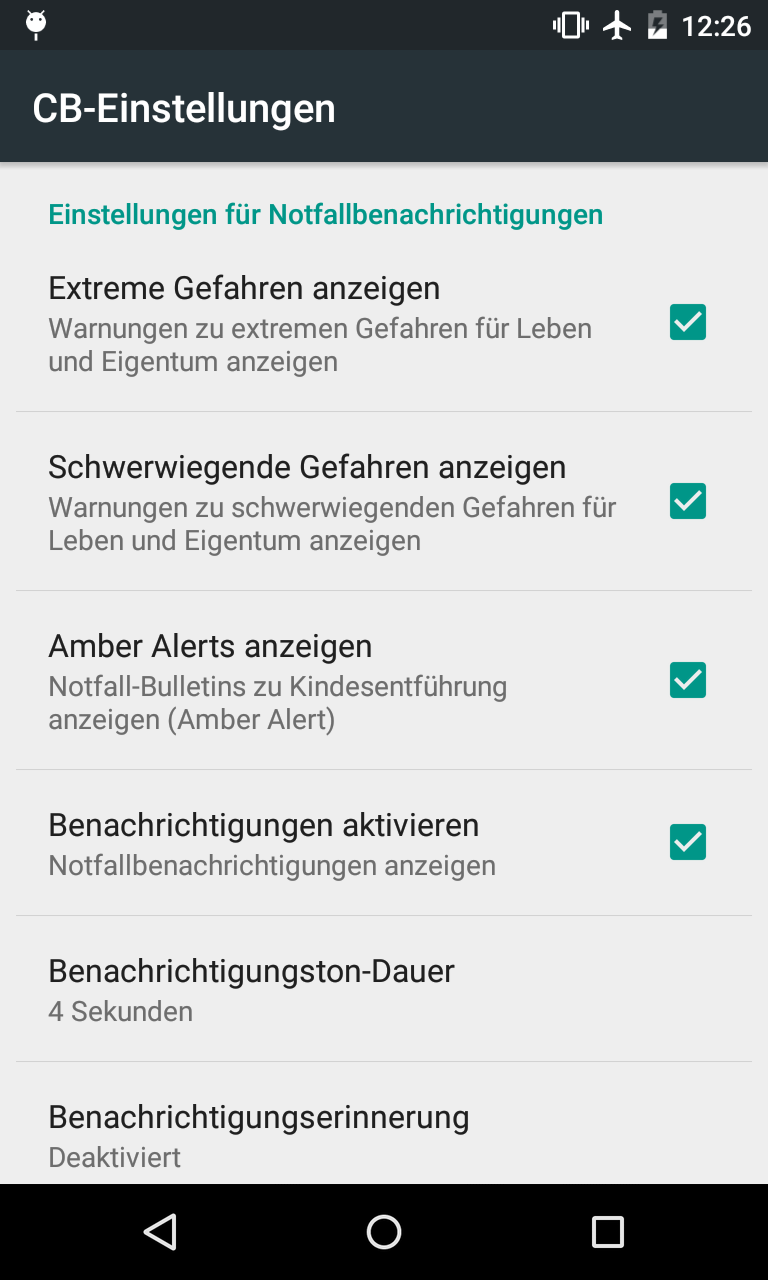 12:26
CB-Einstellungen
Einstellungen für Notfallbenachrichtigungen
Extreme Gefahren anzeigen
Warnungen zu extremen Gefahren für Leben
und Eigentum anzeigen
Schwerwiegende Gefahren anzeigen
Warnungen zu schwerwiegenden Gefahren für
Leben und Eigentum anzeigen
Amber Alerts anzeigen
Notfall-Bulletins zu Kindesentführung
anzeigen (Amber Alert)
Benachrichtigungen aktivieren
Notfallbenachrichtigungen anzeigen
Benachrichtigungston-Dauer
4 Sekunden
Benachrichtigungserinnerung
Deaktiviert